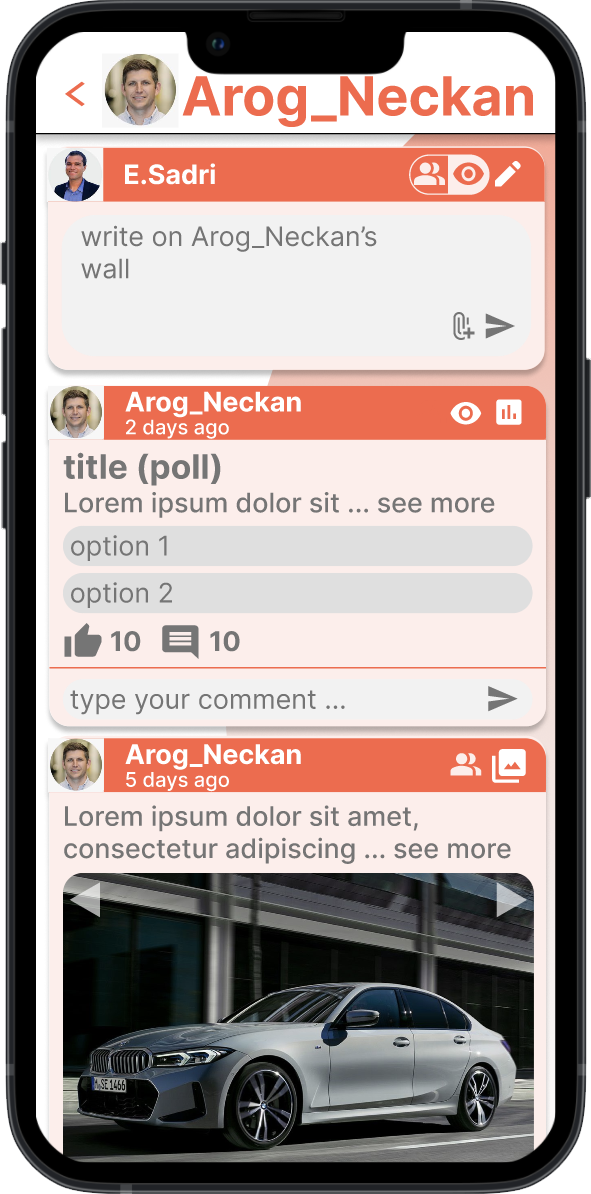 Arog_Neckan
E.Sadri
write on Arog_Neckan’s
wall
Arog_Neckan
2 days ago
title (poll)
Lorem ipsum dolor sit ... see more
option 1
option 2
10 10
type your comment ...
Arog_Neckan
5 days ago
Lorem ipsum dolor sit amet,
consectetur adipiscing ... see more
M SE 1466